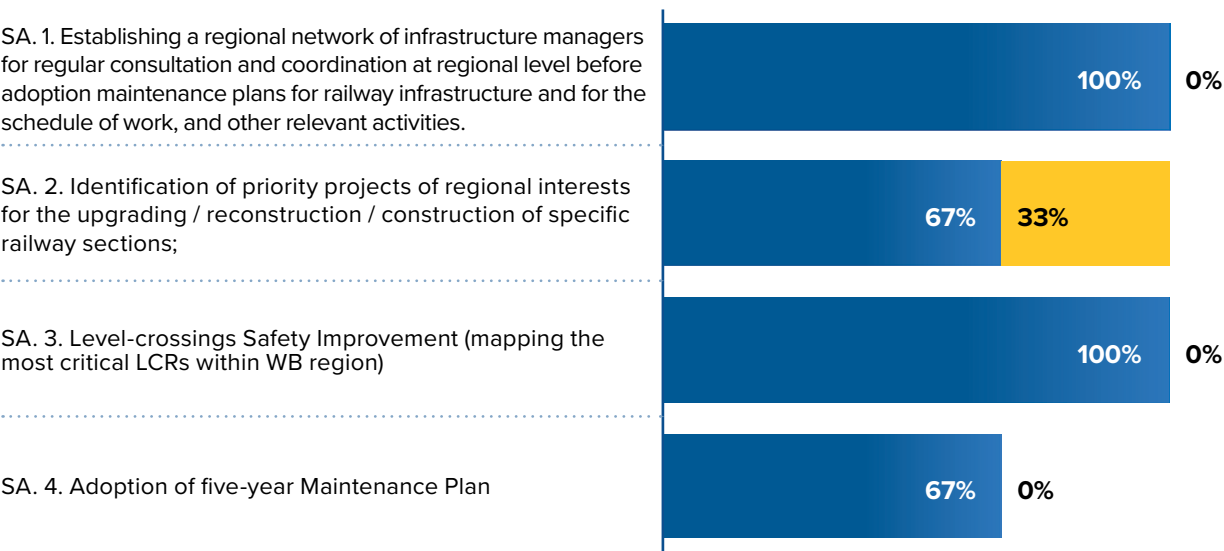 SA. 1. Establishing a regional network of infrastructure managers
for regular consultation and coordination at regional level before
adoption maintenance plans for railway infrastructure and for the
schedule of work, and other relevant activities.
100% 0%
SA. 2. Identification of priority projects of regional interests
for the upgrading / reconstruction / construction of specific
railway sections;
67% 33%
SA. 3. Level-crossings Safety Improvement (mapping the
most critical LCRs within WB region)
100% 0%
SA. 4. Adoption of five-year Maintenance Plan
67% 0%